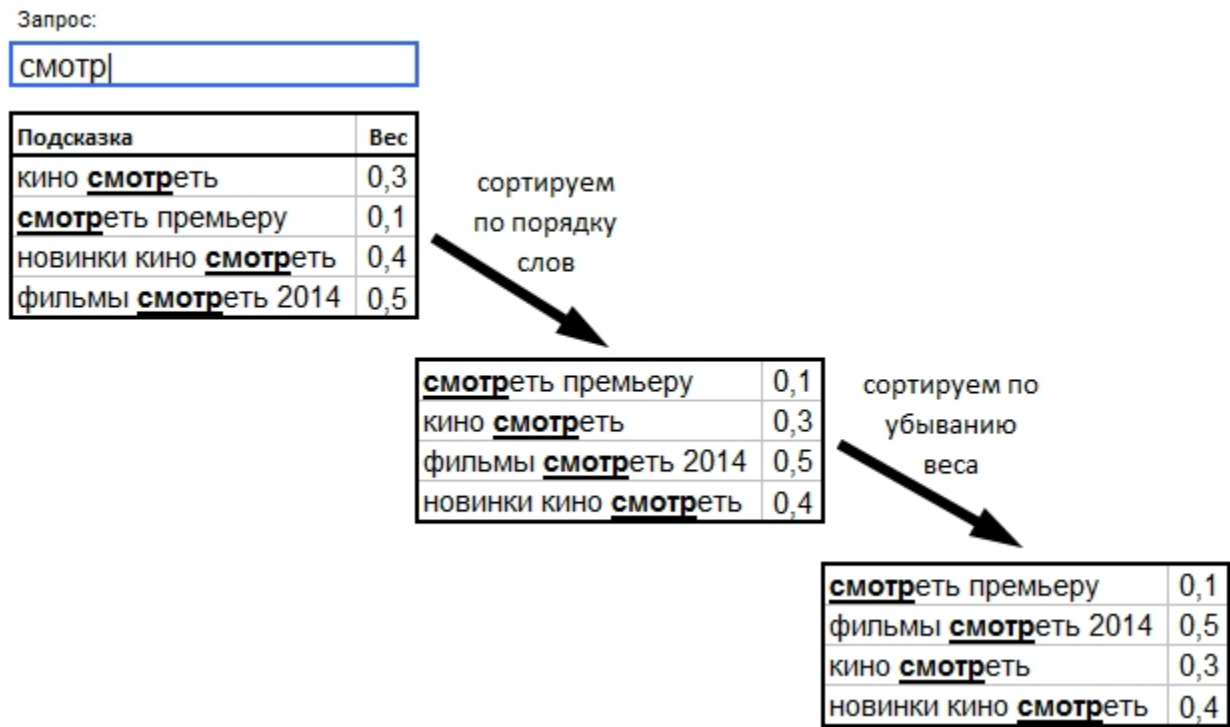 Запрос:
смотр
Подсказка Вес
кино смотреть 0,3
смотреть премьеру 0,1
новинки кино смотреть 0,4
фильмы смотреть 2014 0,5
сортируем
по порядку
слов
смотреть премьеру 0,1
кино смотреть 0,3
фильмы смотреть 2014 0,5
новинки кино смотреть 0,4
сортируем по
убыванию
веса
смотреть премьеру 0,1
фильмы смотреть 2014 0,5
кино смотреть 0,3
новинки кино смотреть 0,4